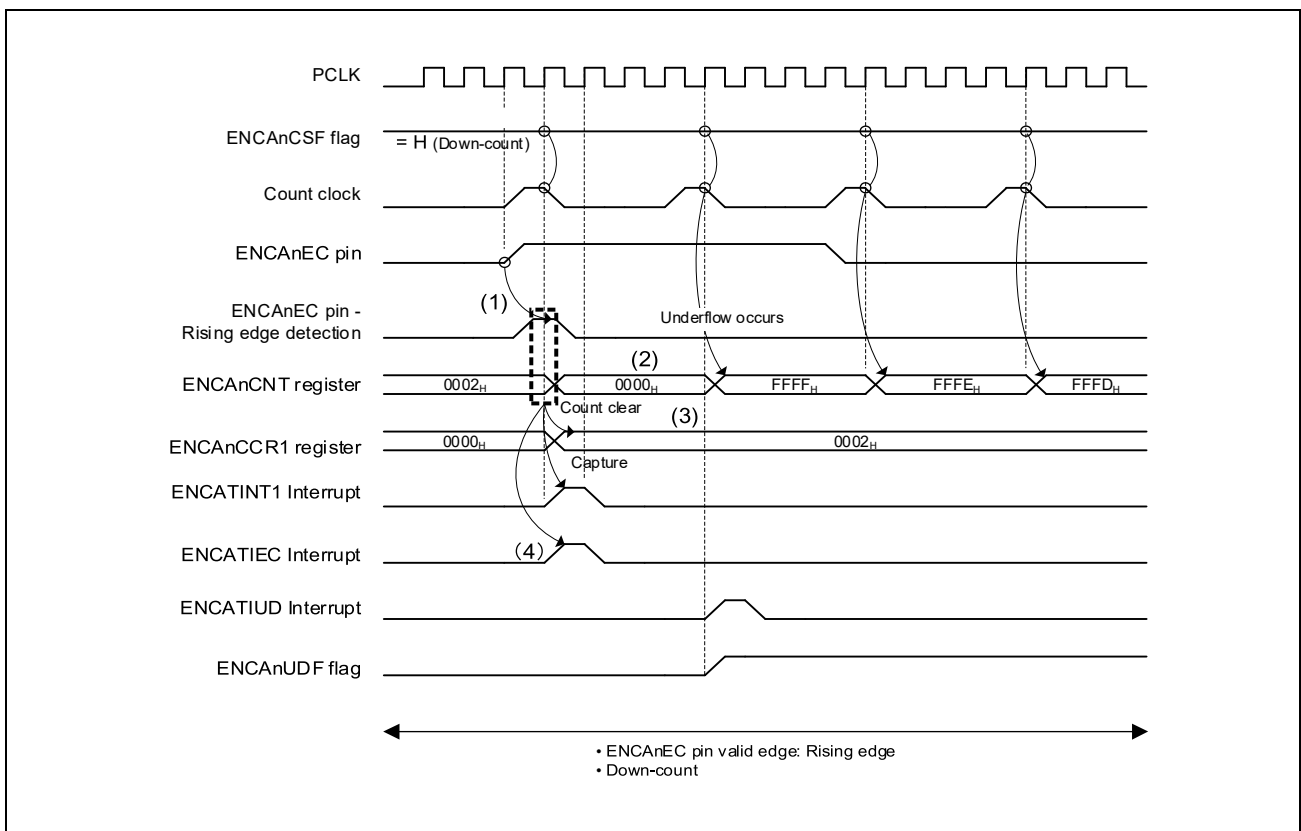 PCLK
ENCAnCSF flag
= H (Down-count)
Count clock
ENCAnEC pin
(1)
ENCAnEC pin -
Rising edge detection
Underflow occurs
(2)
ENCAnCNT register
0002H
0000H
FFFFH
FFFEH
FFFDH
Count clear
(3)
ENCAnCCR1 register
0000H
0002H
Capture
ENCATINT1 Interrupt
(4)
ENCATIEC Interrupt
ENCATIUD Interrupt
ENCAnUDF flag
• ENCAnEC pin valid edge: Rising edge
• Down-count